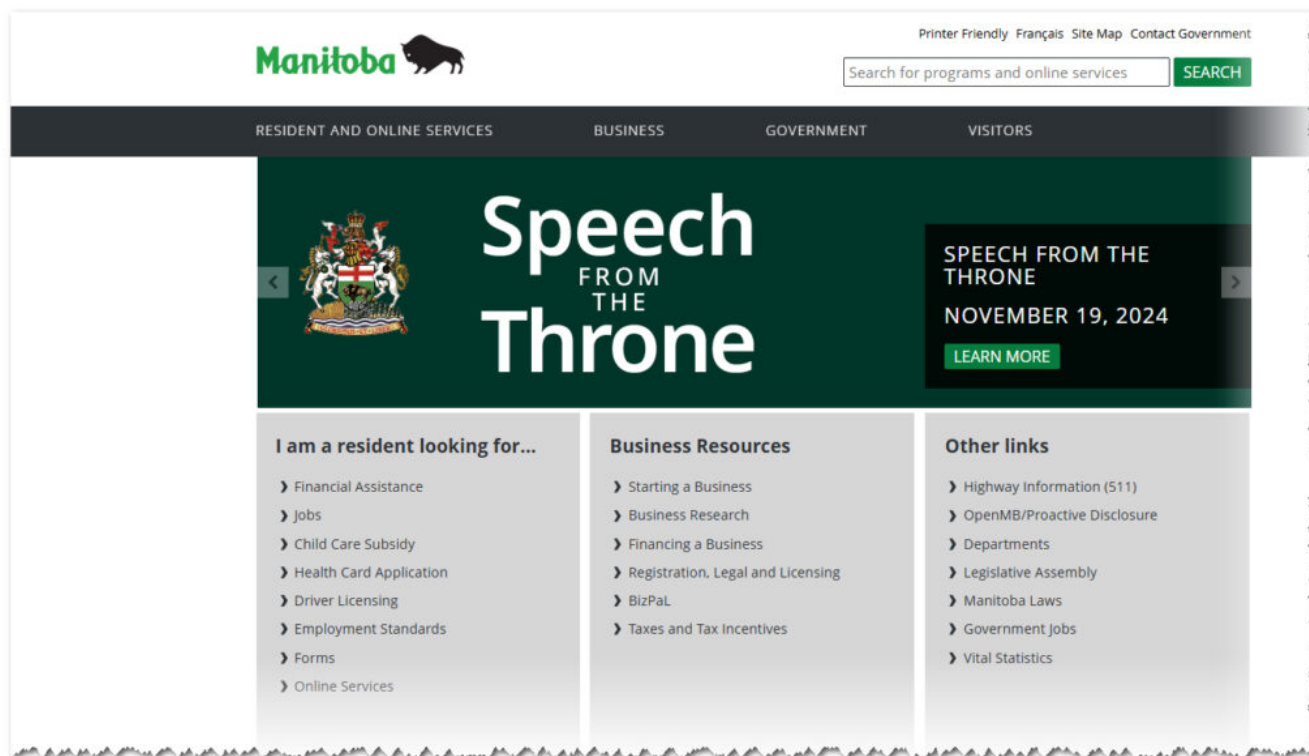 Printer Friendly Français Site Map Contact Government
Manitoba
Search for programs and online services SEARCH
RESIDENT AND ONLINE SERVICES BUSINESS GOVERNMENT VISITORS
Speech
FROM
THE
Throne
SPEECH FROM THE
THRONE
NOVEMBER 19, 2024
LEARN MORE
I am a resident looking for...
❯ Financial Assistance
❯ Jobs
❯ Child Care Subsidy
❯ Health Card Application
❯ Driver Licensing
❯ Employment Standards
❯ Forms
❯ Online Services
Business Resources
❯ Starting a Business
❯ Business Research
❯ Financing a Business
❯ Registration, Legal and Licensing
❯ BizPaL
❯ Taxes and Tax Incentives
Other links
❯ Highway Information (511)
❯ OpenMB/Proactive Disclosure
❯ Departments
❯ Legislative Assembly
❯ Manitoba Laws
❯ Government Jobs
❯ Vital Statistics